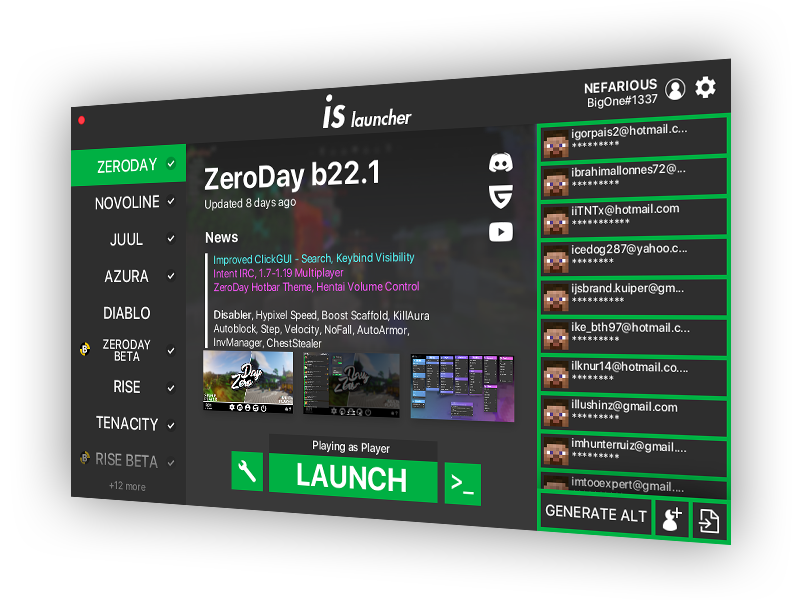 is launcher
NEFARIOUS
BigOne#1337
ZERODAY
NOVOLINE
JUUL
AZURA
DIABLO
ZERODAY
BETA
RISE
TENACITY
RISE BETA
+12 more
ZeroDay b22.1
Updated 8 days ago
News
Improved ClickGUI - Search, Keybind Visibility
Intent IRC, 1.7-1.19 Multiplayer
ZeroDay Hotbar Theme, Hentai Volume Control
Disabler, Hypixel Speed, Boost Scaffold, KillAura
Autoblock, Step, Velocity, NoFall, AutoArmor,
InvManager, ChestStealer
Day
Zero
Playing as Player
LAUNCH
>_
igorpais2@hotmail.c...
*********
ibrahimallonnes72@...
*********
iiTNTx@hotmail.com
***********
icedog287@yahoo.c...
********
ijsbrand.kuiper@gm...
**********
ike_bth97@hotmail.c...
*********
ilknur14@hotmail.co....
********
illushinz@gmail.com
*********
imhunterruiz@gmail....
*********
imtooexpert@gmail....
GENERATE ALT